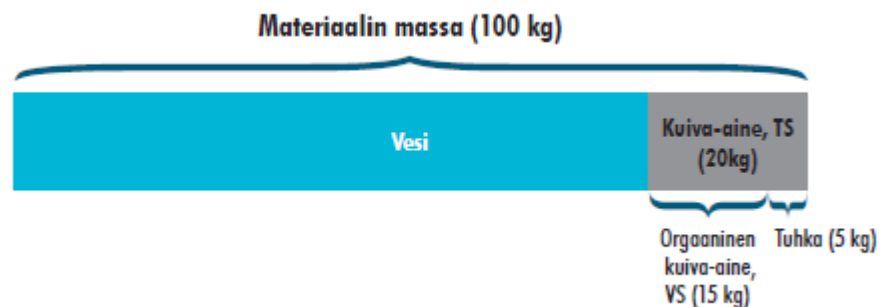 Materiaalin massa (100 kg)
Vesi
Kuiva-aine, TS
(20kg)
Orgaaninen
kuiva-aine,
VS (15 kg)
Tuhka (5 kg)